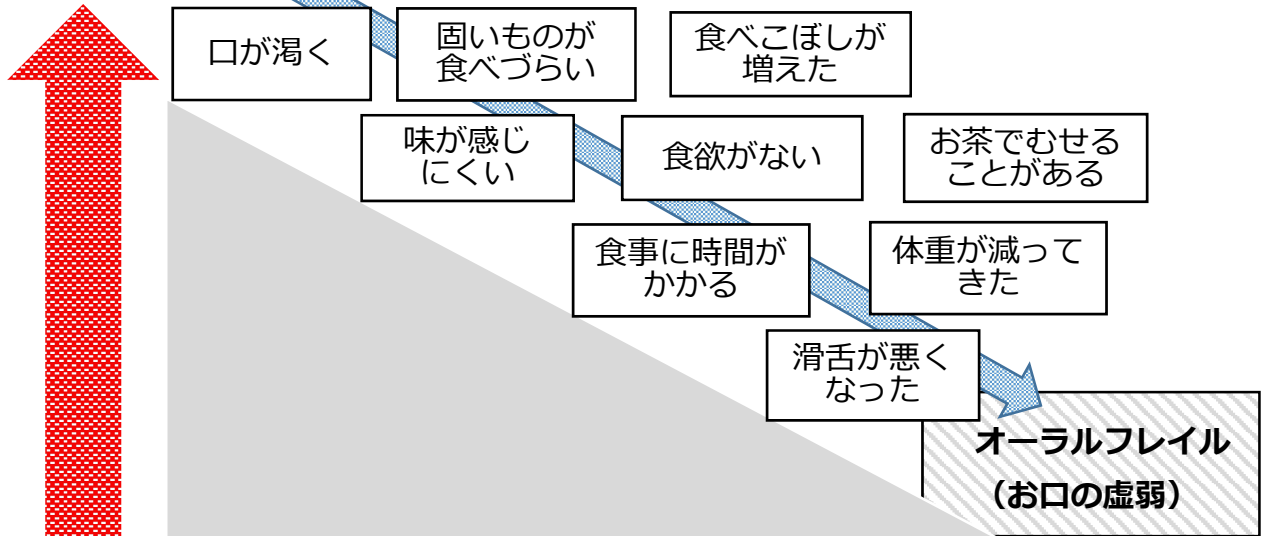 口が渇く
固いものが
食べづらい
食べこぼしが
増えた
味が感じ
にくい
食欲がない
お茶でむせる
ことがある
食事に時間が
かかる
体重が減って
きた
滑舌が悪く
なった
オーラルフレイル
（お口の虚弱）